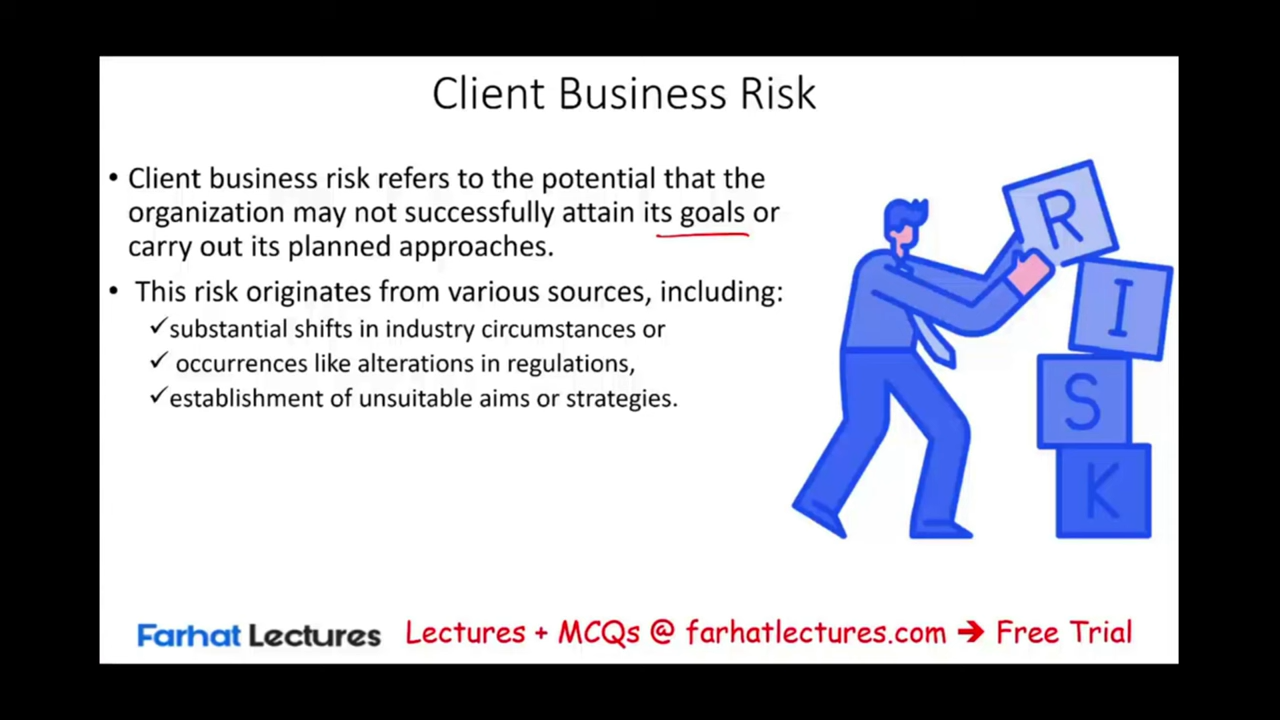 Client Business Risk
• Client business risk refers to the potential that the
organization may not successfully attain its goals or
carry out its planned approaches.
• This risk originates from various sources, including:
✓substantial shifts in industry circumstances or
✓ occurrences like alterations in regulations,
✓establishment of unsuitable aims or strategies.
R
I
S
K
Farhat Lectures
Lectures + MCQs @ farhatlectures.com → Free Trial